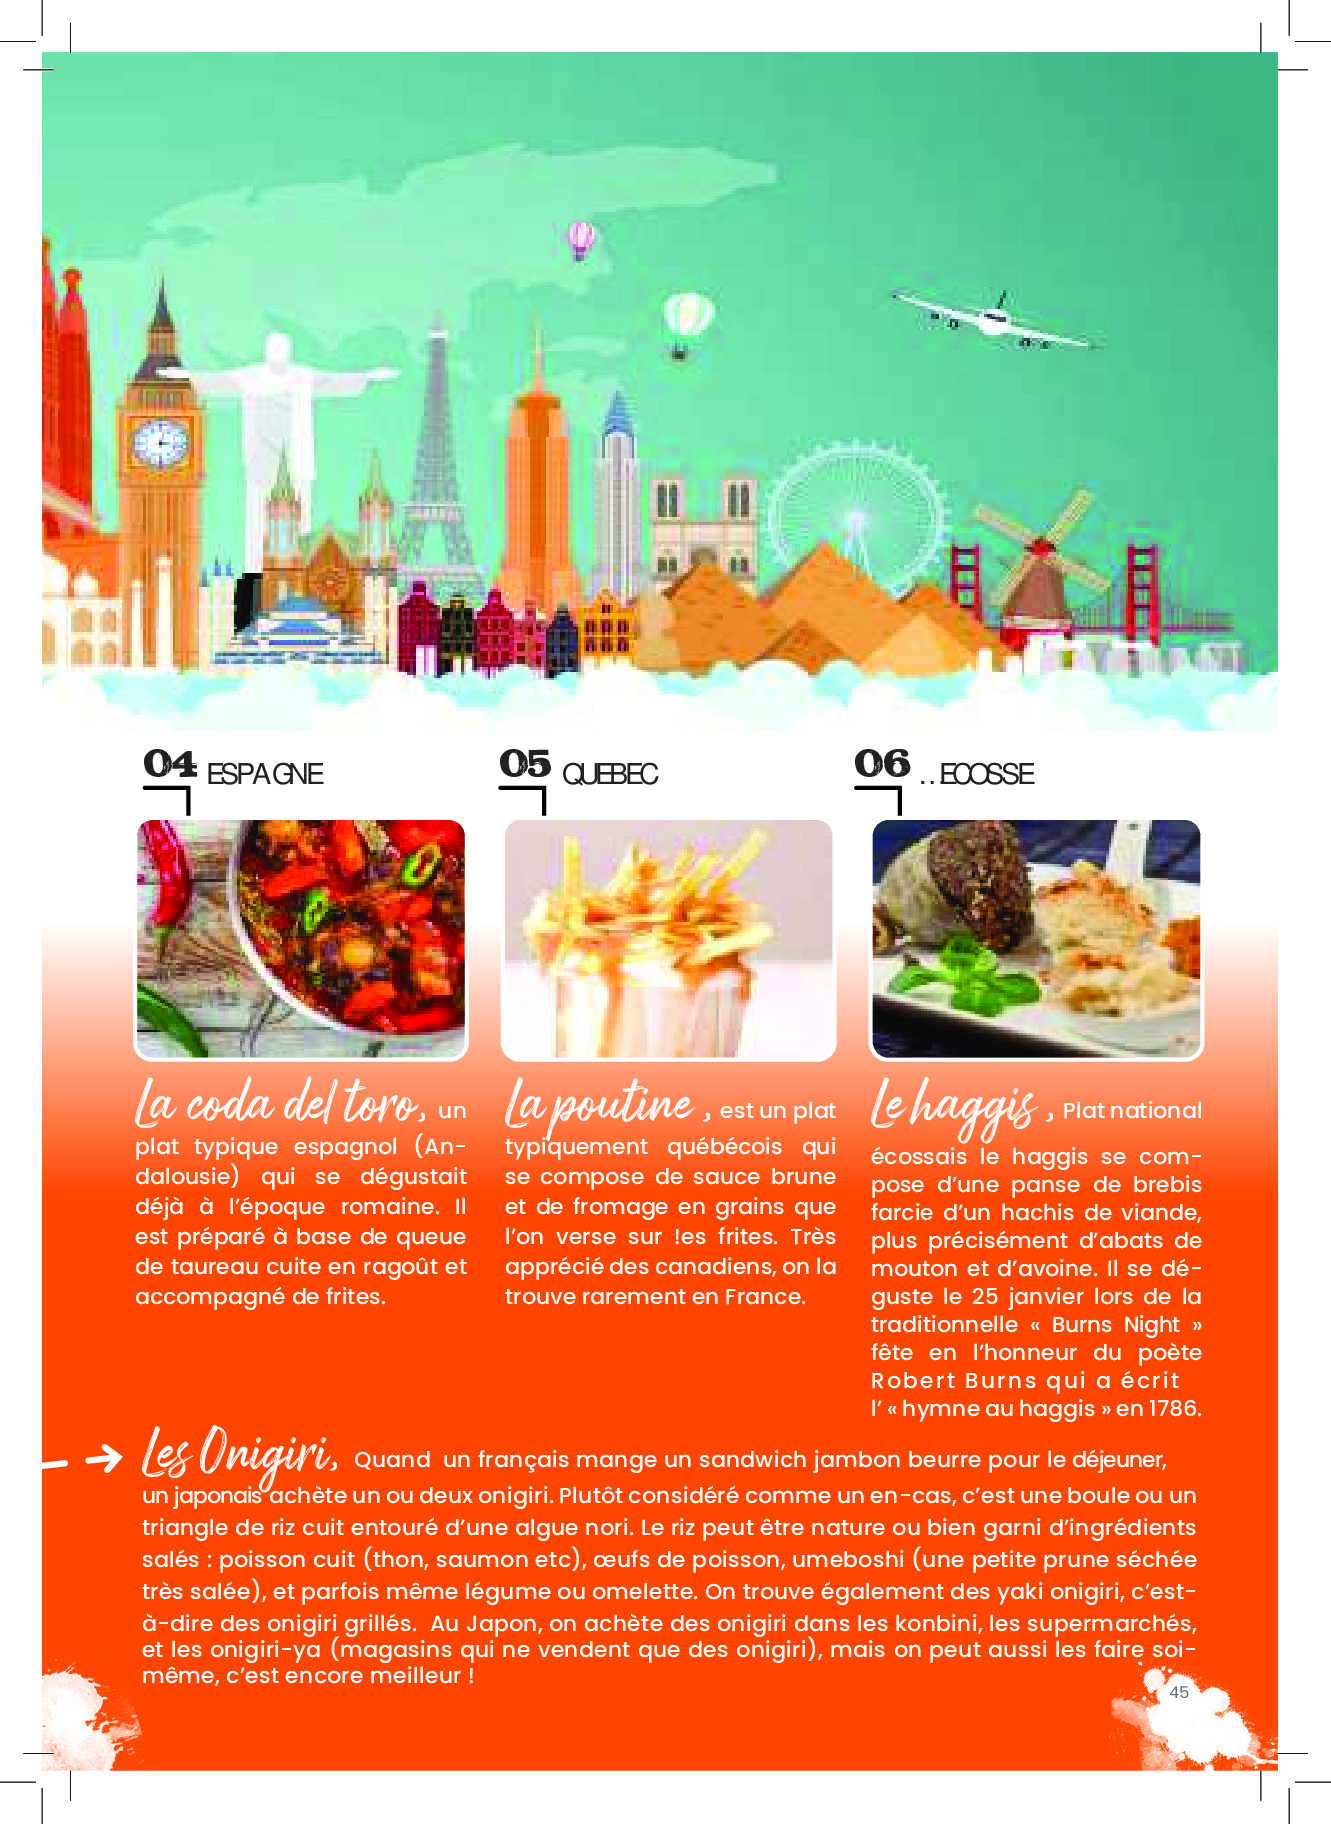 04 ESPAGNE
05 QUEBEC
06 ..ECOSSE
La coda del toro, un
plat typique espagnol (An-
dalousie) qui se dégustait
déjà à l'époque romaine. Il
est préparé à base de queue
de taureau cuite en ragoût et
accompagné de frites.
La poutine , est un plat
typiquement québécois qui
se compose de sauce brune
et de fromage en grains que
l'on verse sur !es frites. Très
apprécié des canadiens, on la
trouve rarement en France.
Le haggis , Plat national
écossais le haggis se com-
pose d'une panse de brebis
farcie d'un hachis de viande,
plus précisément d'abats de
mouton et d'avoine. Il se dé-
guste le 25 janvier lors de la
traditionnelle « Burns Night »
fête en l'honneur du poète
Robert Burns qui a écrit
l' « hymne au haggis » en 1786.
Les Onigiri, Quand un français mange un sandwich jambon beurre pour le déjeuner,
un japonais achète un ou deux onigiri. Plutôt considéré comme un en-cas, c'est une boule ou un
triangle de riz cuit entouré d'une algue nori. Le riz peut être nature ou bien garni d'ingrédients
salés : poisson cuit (thon, saumon etc), œufs de poisson, umeboshi (une petite prune séchée
très salée), et parfois même légume ou omelette. On trouve également des yaki onigiri, c'est-
à-dire des onigiri grillés. Au Japon, on achète des onigiri dans les konbini, les supermarchés,
et les onigiri-ya (magasins qui ne vendent que des onigiri), mais on peut aussi les faire soi-
même, c'est encore meilleur !
45